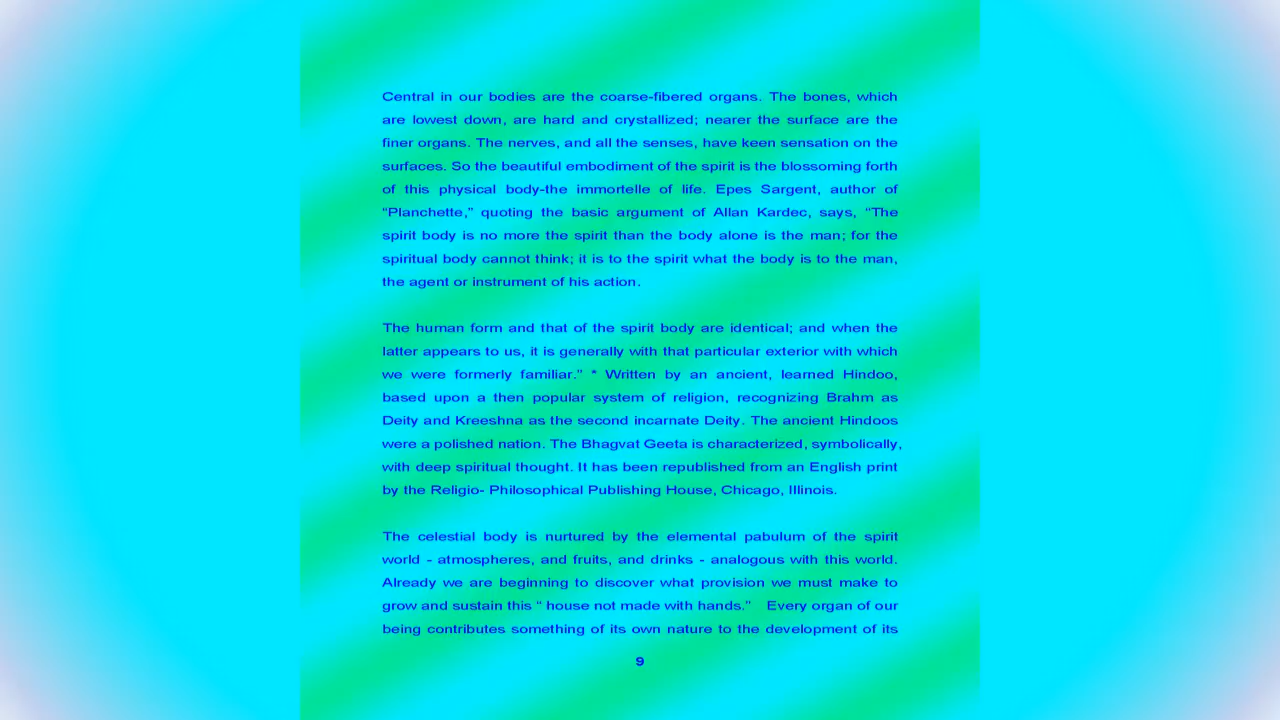 Central in our bodies are the coarse-fibered organs. The bones, which
are lowest down, are hard and crystallized; nearer the surface are the
finer organs. The nerves, and all the senses, have keen sensation on the
surfaces. So the beautiful embodiment of the spirit is the blossoming forth
of this physical body-the immortelle of life. Epes Sargent, author of
“Planchette,” quoting the basic argument of Allan Kardec, says, “The
spirit body is no more the spirit than the body alone is the man; for the
spiritual body cannot think; it is to the spirit what the body is to the man,
the agent or instrument of his action.
The human form and that of the spirit body are identical; and when the
latter appears to us, it is generally with that particular exterior with which
we were formerly familiar.” * Written by an ancient, learned Hindoo,
based upon a then popular system of religion, recognizing Brahm as
Deity and Kreeshna as the second incarnate Deity. The ancient Hindoos
were a polished nation. The Bhagvat Geeta is characterized, symbolically,
with deep spiritual thought. It has been republished from an English print
by the Religio- Philosophical Publishing House, Chicago, Illinois.
The celestial body is nurtured by the elemental pabulum of the spirit
world - atmospheres, and fruits, and drinks - analogous with this world.
Already we are beginning to discover what provision we must make to
grow and sustain this “ house not made with hands.” Every organ of our
being contributes something of its own nature to the development of its
9